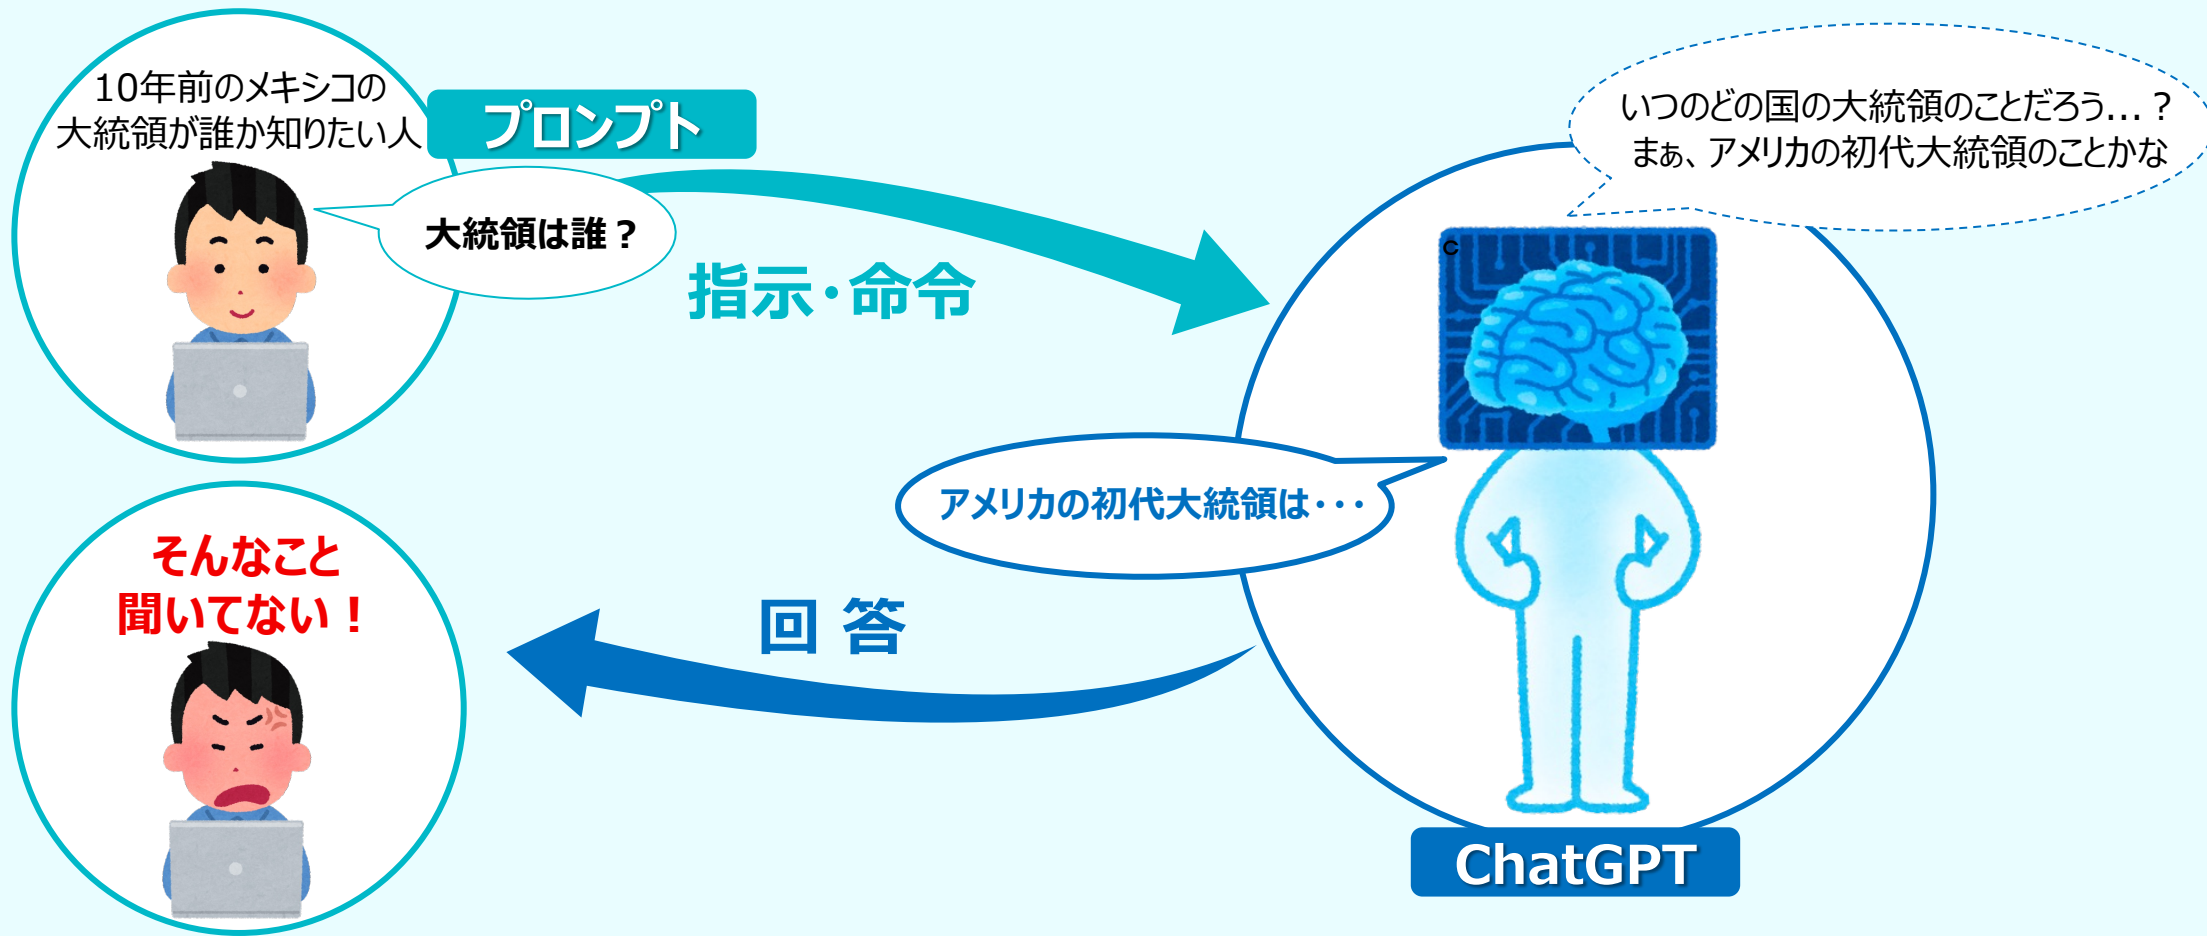 10年前のメキシコの
大統領が誰か知りたい人
プロンプト
大統領は誰？
指示・命令
いつのどの国の大統領のことだろう…？
まぁ、アメリカの初代大統領のことかな
C
アメリカの初代大統領は・・・
回 答
そんなこと
聞いてない！
ChatGPT